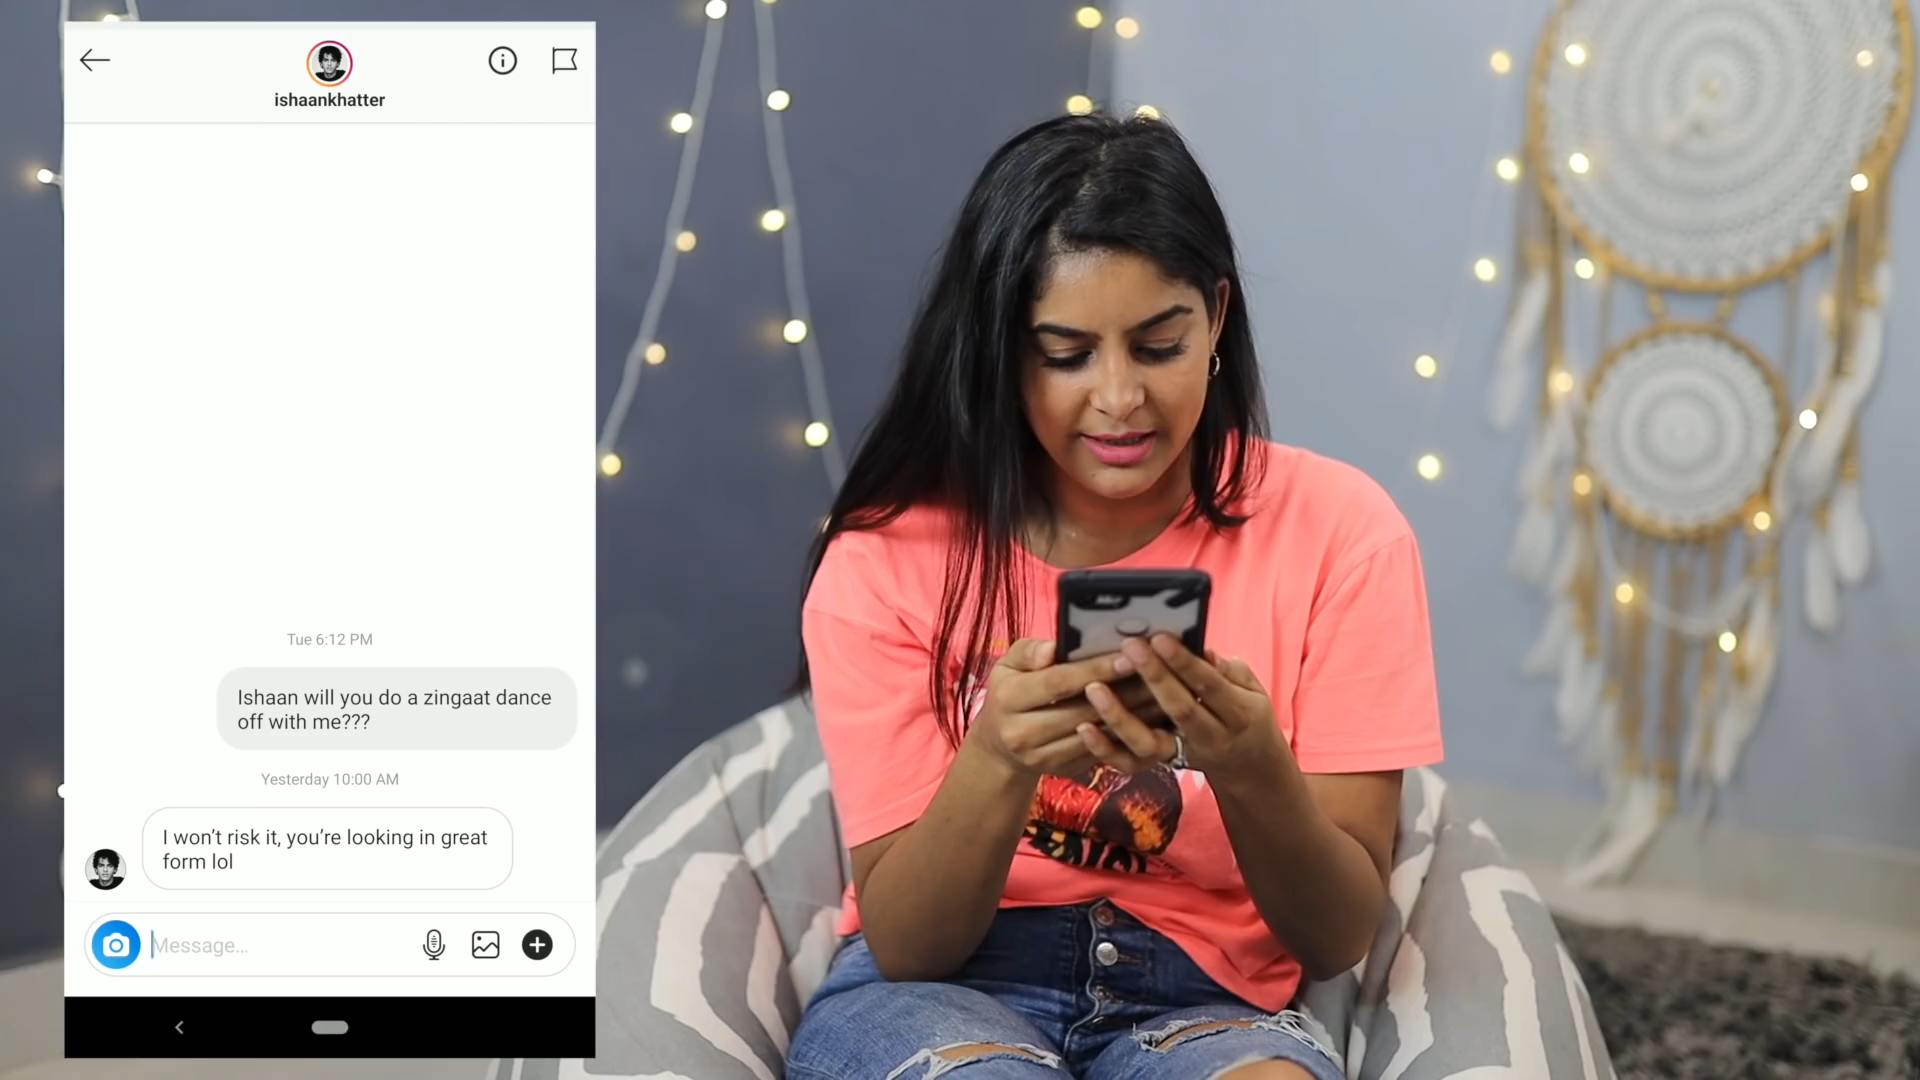 ishaankhatter
Tue 6:12 PM
Ishaan will you do a zingaat dance
off with me???
Yesterday 10:00 AM
I won’t risk it, you’re looking in great
form lol
Message...